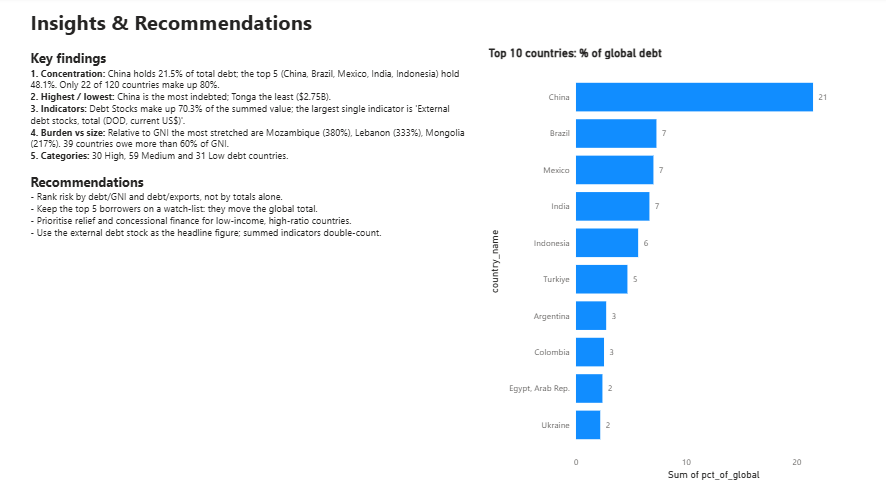 Insights & Recommendations
Key findings
1. Concentration: China holds 21.5% of total debt; the top 5 (China, Brazil, Mexico, India, Indonesia) hold
48.1%. Only 22 of 120 countries make up 80%.
2. Highest / lowest: China is the most indebted; Tonga the least ($2.75B).
3. Indicators: Debt Stocks make up 70.3% of the summed value; the largest single indicator is 'External
debt stocks, total (DOD, current US$)'.
4. Burden vs size: Relative to GNI the most stretched are Mozambique (380%), Lebanon (333%), Mongolia
(217%). 39 countries owe more than 60% of GNI.
5. Categories: 30 High, 59 Medium and 31 Low debt countries.
Recommendations
- Rank risk by debt/GNI and debt/exports, not by totals alone.
- Keep the top 5 borrowers on a watch-list: they move the global total.
- Prioritise relief and concessional finance for low-income, high-ratio countries.
- Use the external debt stock as the headline figure; summed indicators double-count.
Top 10 countries: % of global debt
country_name
China 21
Brazil 7
Mexico 7
India 7
Indonesia 6
Turkiye 5
Argentina 3
Colombia 3
Egypt, Arab Rep. 2
Ukraine 2
0 10 20
Sum of pct_of_global